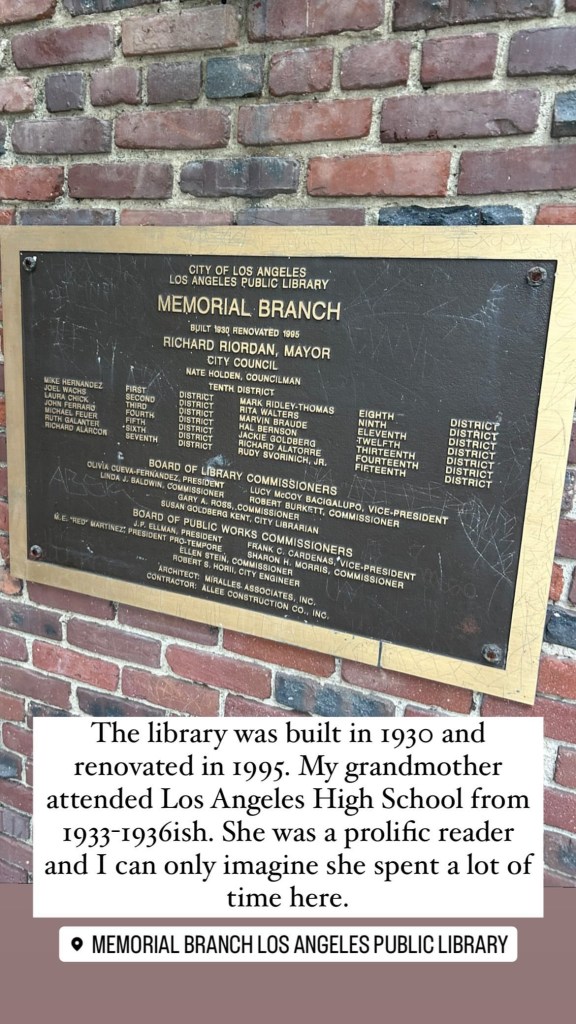 CITY OF LOS ANGELES
LOS ANGELES PUBLIC LIBRARY
MEMORIAL BRANCH
BUILT 1930 RENOVATED 1995
RICHARD RIORDAN, MAYOR
CITY COUNCIL
NATE HOLDEN, COUNCILMAN
TENTH DISTRICT
MIKE HERNANDEZ FIRST DISTRICT MARK RIDLEY-THOMAS EIGHTH DISTRICT
JOEL WACHS SECOND DISTRICT RITA WALTERS NINTH DISTRICT
LAURA CHICK THIRD DISTRICT MARVIN BRAUDE ELEVENTH DISTRICT
JOHN FERRARO FOURTH DISTRICT HAL BERNSON TWELFTH DISTRICT
MICHAEL FEUER FIFTH DISTRICT JACKIE GOLDBERG THIRTEENTH DISTRICT
RUTH GALANTER SIXTH DISTRICT RICHARD ALATORRE FOURTEENTH DISTRICT
RICHARD ALARCON SEVENTH DISTRICT RUDY SVORINICH, JR. FIFTEENTH DISTRICT
BOARD OF LIBRARY COMMISSIONERS
OLIVIA CUEVA-FERNANDEZ, PRESIDENT LUCY McCOY BACIGALUPO, VICE-PRESIDENT
LINDA J. BALDWIN, COMMISSIONER ROBERT BURKETT, COMMISSIONER
GARY A. ROSS, COMMISSIONER
SUSAN GOLDBERG KENT, CITY LIBRARIAN
BOARD OF PUBLIC WORKS COMMISSIONERS
J.P. ELLMAN, PRESIDENT FRANK C. CARDENAS, VICE-PRESIDENT
M.E. "RED" MARTINEZ, PRESIDENT PRO-TEMPORE SHARON H. MORRIS, COMMISSIONER
ELLEN STEIN, COMMISSIONER
ROBERT S. HORII, CITY ENGINEER
ARCHITECT: MIRALLES ASSOCIATES, INC.
CONTRACTOR: ALLEE CONSTRUCTION CO., INC.
The library was built in 1930 and
renovated in 1995. My grandmother
attended Los Angeles High School from
1933-1936ish. She was a prolific reader
and I can only imagine she spent a lot of
time here.
MEMORIAL BRANCH LOS ANGELES PUBLIC LIBRARY